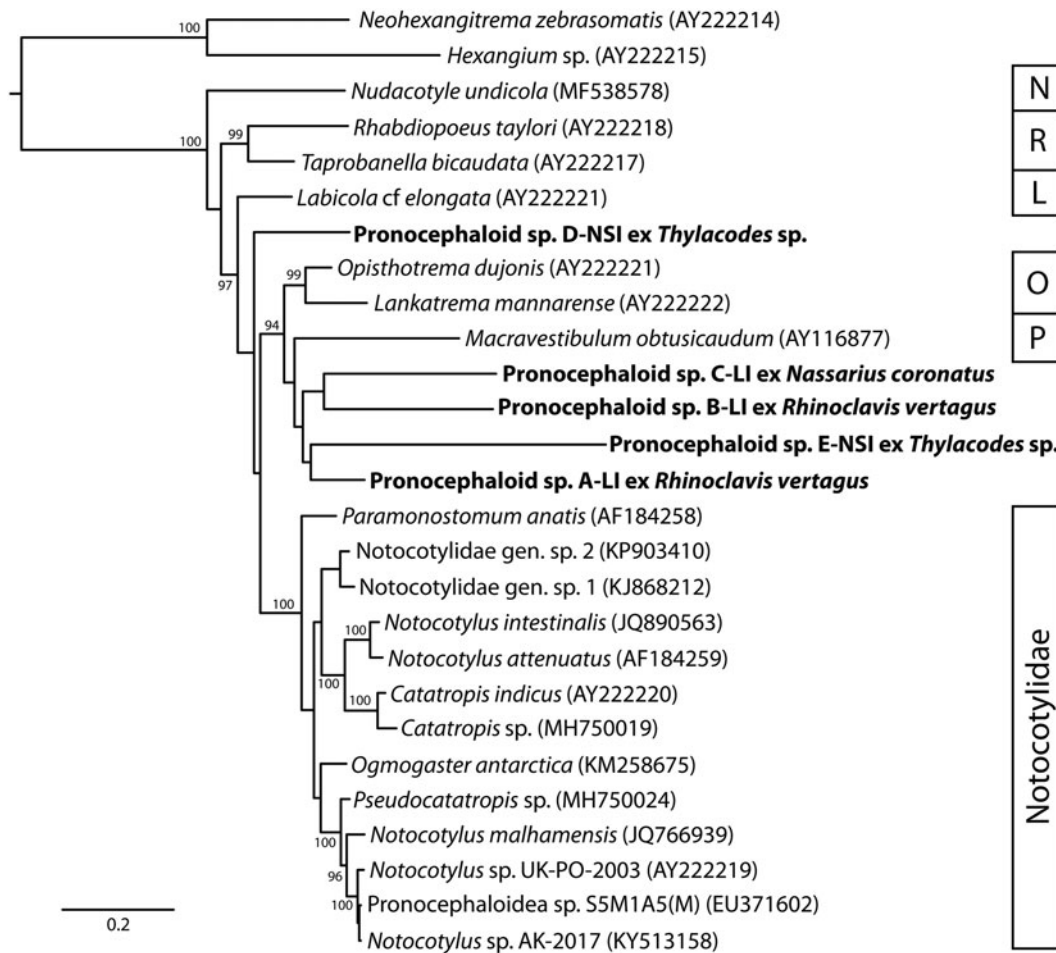 Neohexangitrema zebrasomatis (AY222214)
100
Hexangium sp. (AY222215)
Nudacotyle undicola (MF538578)
N
100
99
Rhabdiopoeus taylori (AY222218)
R
Taprobanella bicaudata (AY222217)
Labicola cf elongata (AY222221)
L
Pronocephaloid sp. D-NSI ex Thylacodes sp.
97
99
Opisthotrema dujonis (AY222221)
O
Lankatrema mannarense (AY222222)
94
Macravestibulum obtusicaudum (AY116877)
P
Pronocephaloid sp. C-LI ex Nassarius coronatus
Pronocephaloid sp. B-LI ex Rhinoclavis vertagus
Pronocephaloid sp. E-NSI ex Thylacodes sp.
Pronocephaloid sp. A-LI ex Rhinoclavis vertagus
Paramonostomum anatis (AF184258)
Notocotylidae gen. sp. 2 (KP903410)
Notocotylidae gen. sp. 1 (KJ868212)
100
100
Notocotylus intestinalis (JQ890563)
Notocotylus attenuatus (AF184259)
100
100
Catatropis indicus (AY222220)
Catatropis sp. (MH750019)
Ogmogaster antarctica (KM258675)
Pseudocatatropis sp. (MH750024)
100
Notocotylus malhamensis (JQ766939)
96
Notocotylus sp. UK-PO-2003 (AY222219)
100
Pronocephaloidea sp. S5M1A5(M) (EU371602)
Notocotylus sp. AK-2017 (KY513158)
Notocotylidae
0.2